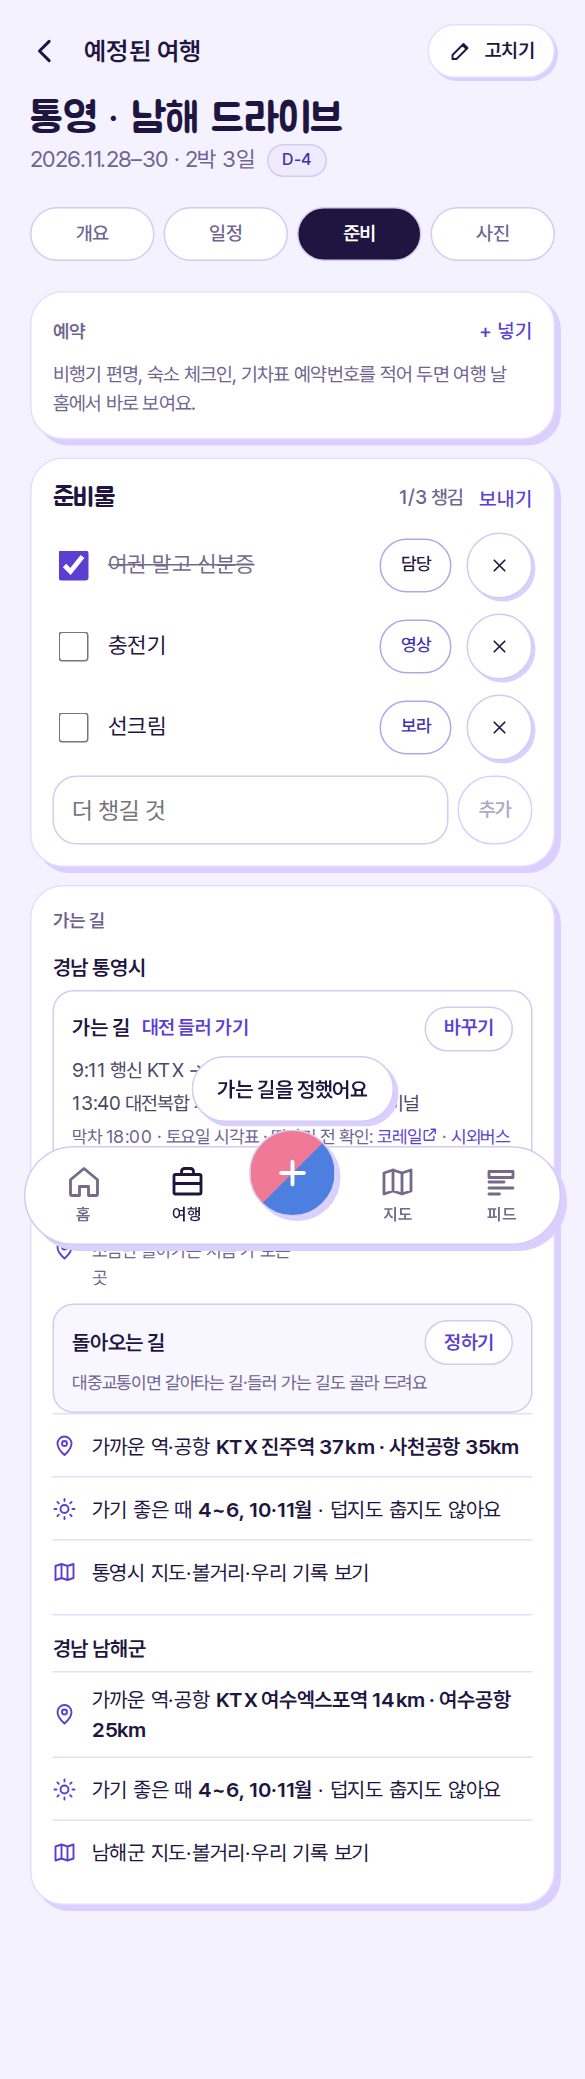 예정된 여행
고치기
통영 · 남해 드라이브
2026.11.28–30 · 2박 3일 D-4
개요 일정 준비 사진
예약 + 넣기
비행기 편명, 숙소 체크인, 기차표 예약번호를 적어 두면 여행 날
홈에서 바로 보여요.
준비물 1/3 챙김 보내기
여권 말고 신분증 담당 ×
충전기 영상 ×
선크림 보라 ×
더 챙길 것 추가
가는 길
경남 통영시
가는 길 대전 들러 가기 바꾸기
9:11 행신 KTX
가는 길을 정했어요
13:40 대전복합
막차 18:00 · 토요일 시각표 · 전 확인: 코레일 · 시외버스
홈 여행 + 지도 피드
곳
돌아오는 길 정하기
대중교통이면 갈아타는 길·들러 가는 길도 골라 드려요
가까운 역·공항 KTX 진주역 37km · 사천공항 35km
가기 좋은 때 4~6, 10·11월 · 덥지도 춥지도 않아요
통영시 지도·볼거리·우리 기록 보기
경남 남해군
가까운 역·공항 KTX 여수엑스포역 14km · 여수공항
25km
가기 좋은 때 4~6, 10·11월 · 덥지도 춥지도 않아요
남해군 지도·볼거리·우리 기록 보기